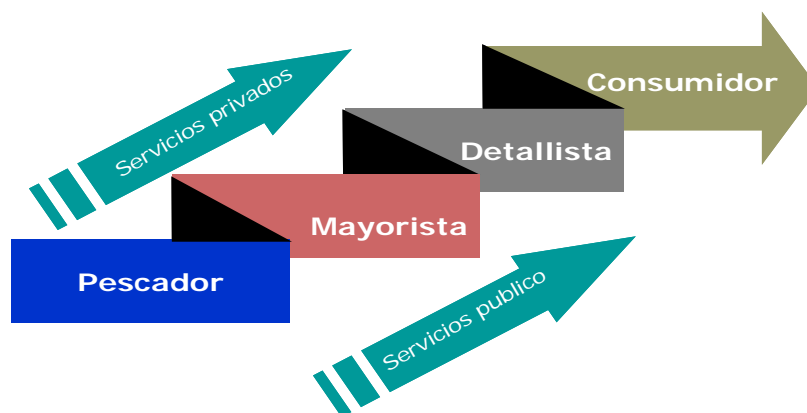 Servicios privados
Consumidor
Detallista
Mayorista
Pescador
Servicios publico